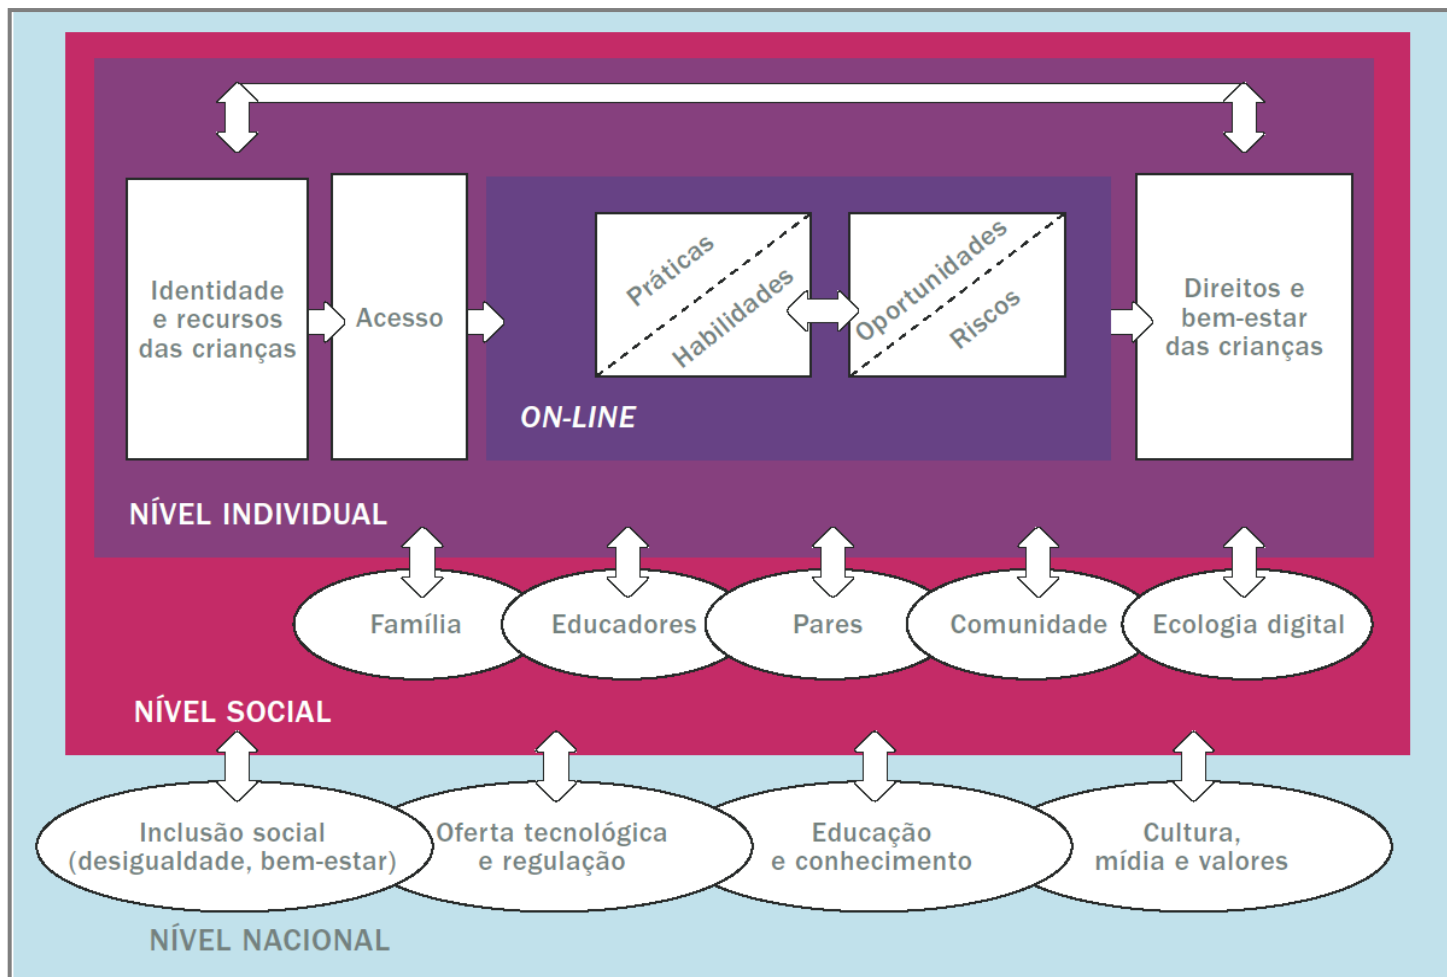 Identidade
e recursos
das crianças
Acesso
Práticas
Habilidades
Oportunidades
Riscos
Direitos e
bem-estar
das crianças
ON-LINE
NÍVEL INDIVIDUAL
Família
Educadores
Pares
Comunidade
Ecologia digital
NÍVEL SOCIAL
Inclusão social
(desigualdade, bem-estar)
Oferta tecnológica
e regulação
Educação
e conhecimento
Cultura,
mídia e valores
NÍVEL NACIONAL